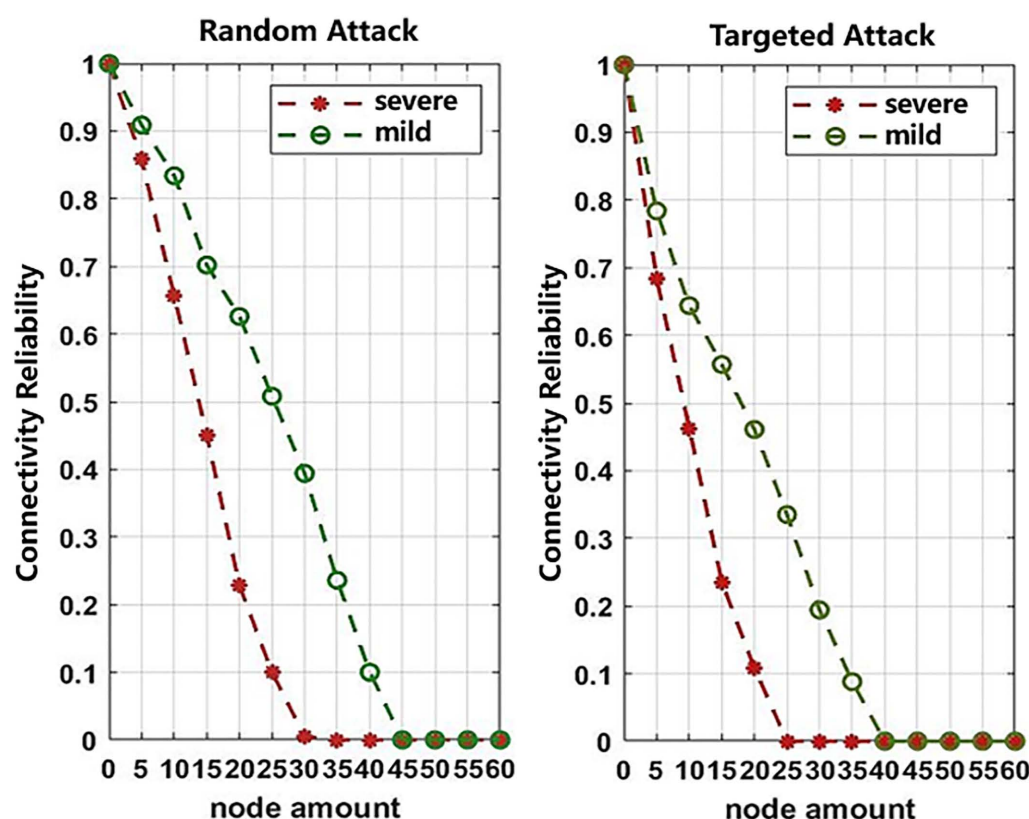 Random Attack
severe
mild
1
0.9
0.8
0.7
0.6
0.5
0.4
0.3
0.2
0.1
0
Connectivity Reliability
0 5 10 15 20 25 30 35 40 45 50 55 60
node amount
Targeted Attack
severe
mild
1
0.9
0.8
0.7
0.6
0.5
0.4
0.3
0.2
0.1
0
Connectivity Reliability
0 5 10 15 20 25 30 35 40 45 50 55 60
node amount